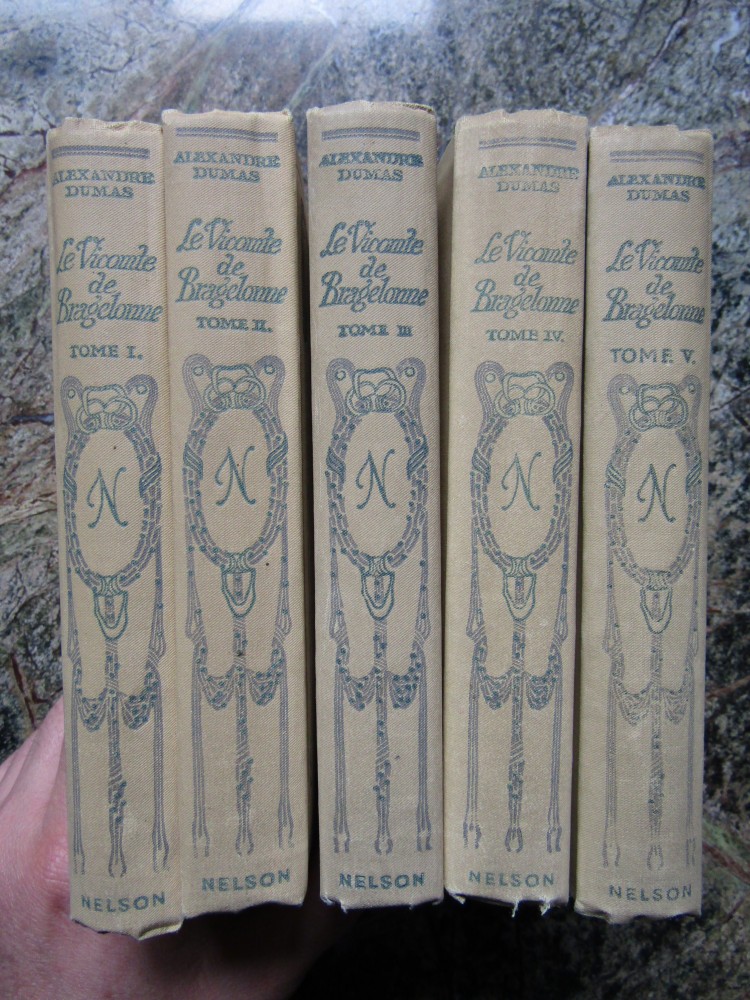 ALEXANDRE
DUMAS
Le Vicomte
de
Bragelonne
TOME I.
N
NELSON
ALEXANDRE
DUMAS
Le Vicomte
de
Bragelonne
TOME II.
N
NELSON
ALEXANDRE
DUMAS
Le Vicomte
de
Bragelonne
TOME III
N
NELSON
ALEXANDRE
DUMAS
Le Vicomte
de
Bragelonne
TOME IV.
N
NELSON
ALEXANDRE
DUMAS
Le Vicomte
de
Bragelonne
TOME V.
N
NELSON